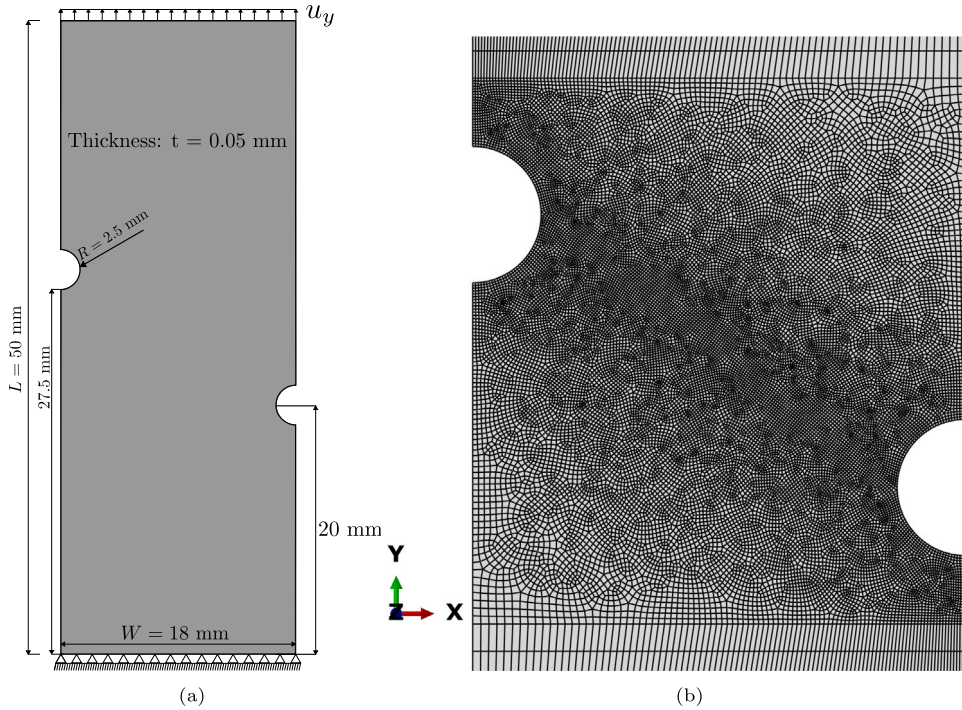 u_y
Thickness: t = 0.05 mm
R = 2.5 mm
L = 50 mm
27.5 mm
20 mm
W = 18 mm
Y
Z
X
(a)
(b)